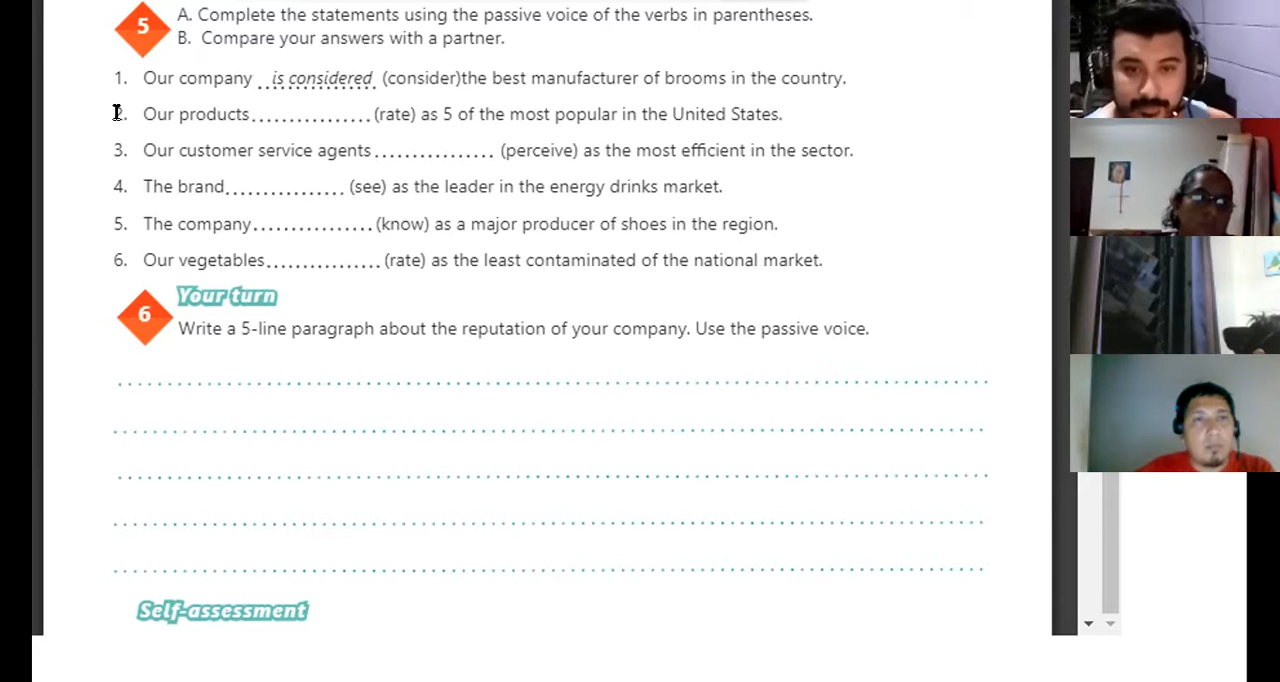 5
A. Complete the statements using the passive voice of the verbs in parentheses.
B. Compare your answers with a partner.
1. Our company ..is considered. (consider)the best manufacturer of brooms in the country.
2. Our products................(rate) as 5 of the most popular in the United States.
3. Our customer service agents............... (perceive) as the most efficient in the sector.
4. The brand................ (see) as the leader in the energy drinks market.
5. The company................(know) as a major producer of shoes in the region.
6. Our vegetables................(rate) as the least contaminated of the national market.
Your turn
6
Write a 5-line paragraph about the reputation of your company. Use the passive voice.
Self-assessment